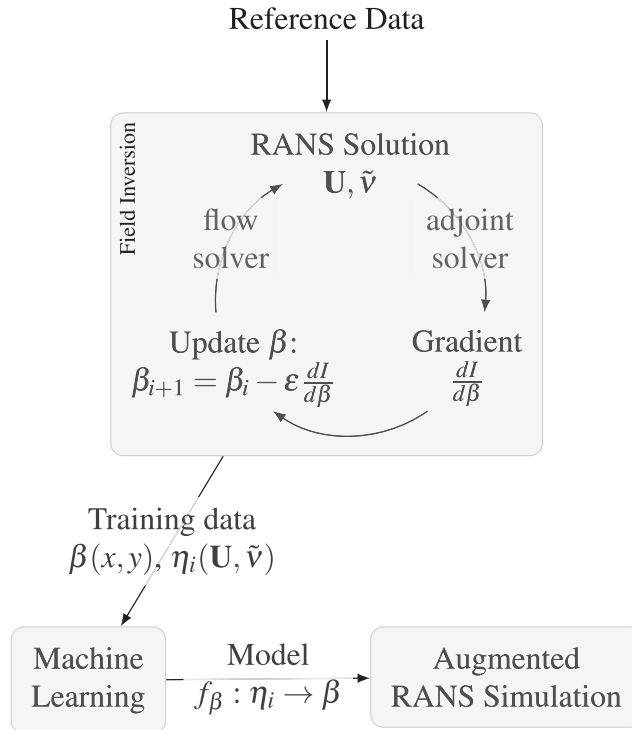 Reference Data
Field Inversion
RANS Solution
U, ν̃
flow
solver
adjoint
solver
Update β:
β_{i+1} = β_i − ε dI/dβ
Gradient
dI/dβ
Training data
β(x, y), η_i(U, ν̃)
Machine
Learning
Model
f_β : η_i → β
Augmented
RANS Simulation